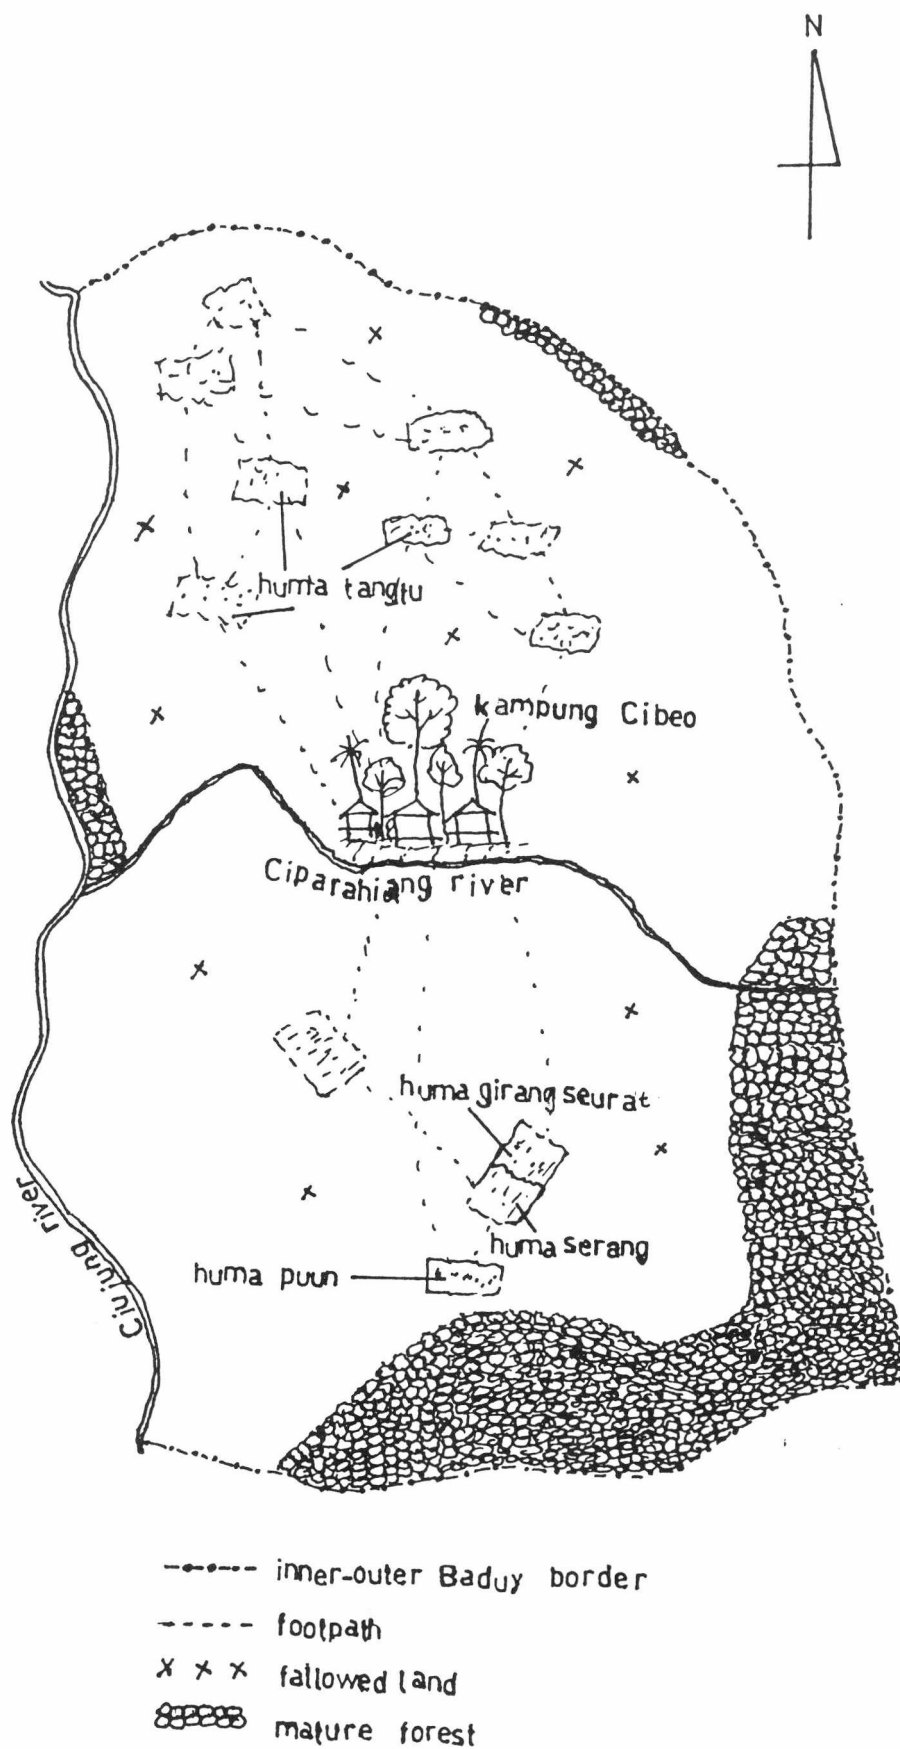 N
huma tangtu
kampung Cibeo
Ciparahiang river
huma girang seurat
huma serang
huma puun
Ciujung river
inner-outer Baduy border
footpath
fallowed land
mature forest